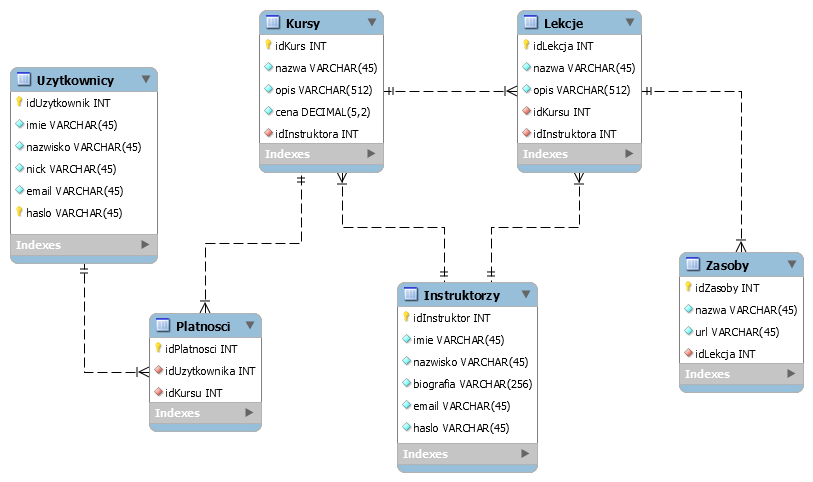 Uzytkownicy
idUzytkownik INT
imie VARCHAR(45)
nazwisko VARCHAR(45)
nick VARCHAR(45)
email VARCHAR(45)
haslo VARCHAR(45)
Indexes
Kursy
idKurs INT
nazwa VARCHAR(45)
opis VARCHAR(512)
cena DECIMAL(5,2)
idInstruktora INT
Indexes
Lekcje
idLekcja INT
nazwa VARCHAR(45)
opis VARCHAR(512)
idKursu INT
idInstruktora INT
Indexes
Platnosci
idPlatnosci INT
idUzytkownika INT
idKursu INT
Indexes
Instruktorzy
idInstruktor INT
imie VARCHAR(45)
nazwisko VARCHAR(45)
biografia VARCHAR(256)
email VARCHAR(45)
haslo VARCHAR(45)
Indexes
Zasoby
idZasoby INT
nazwa VARCHAR(45)
url VARCHAR(45)
idLekcja INT
Indexes